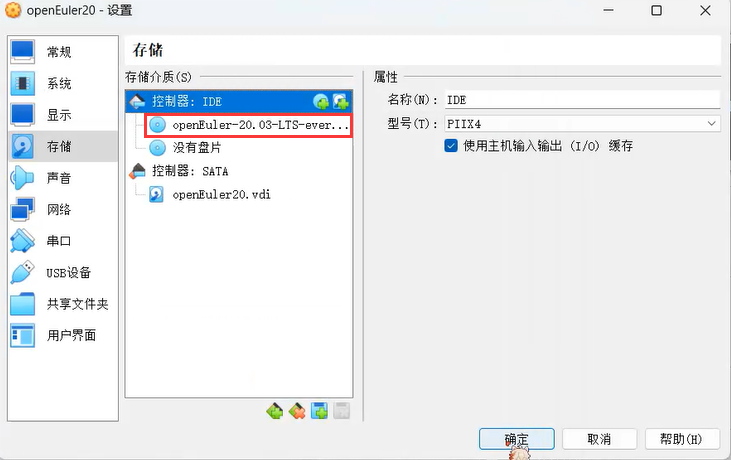 openEuler20 - 设置
常规
系统
显示
存储
声音
网络
串口
USB设备
共享文件夹
用户界面
存储
存储介质(S)
控制器: IDE
openEuler-20.03-LTS-ever...
没有盘片
控制器: SATA
openEuler20.vdi
属性
名称(N): IDE
型号(T): PIIX4
使用主机输入输出 (I/O) 缓存
确定
取消
帮助(H)